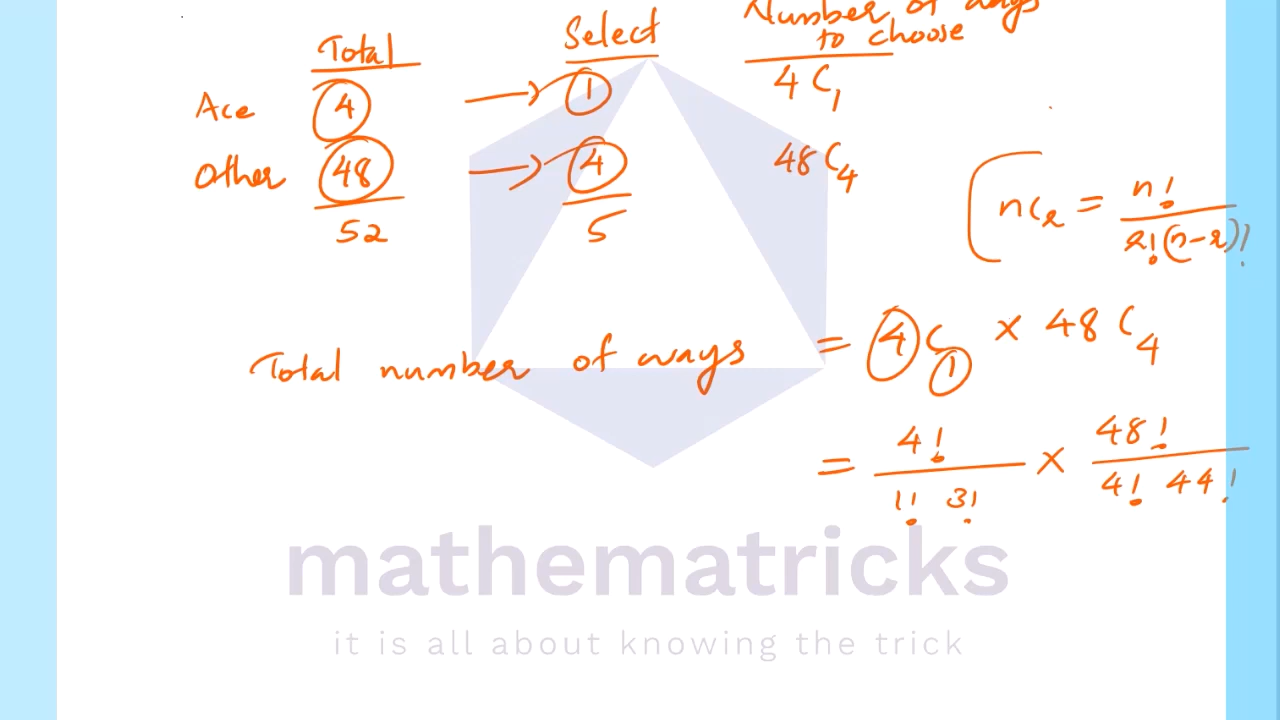 Number of ways
to choose
Total Select
Ace 4 → 1 4C₁
Other 48 → 4 48C₄
52 5
nCr = n! / r!(n-r)!
Total number of ways = 4C₁ × 48C₄
= 4! / 1! 3! × 48! / 4! 44!
mathematricks
it is all about knowing the trick